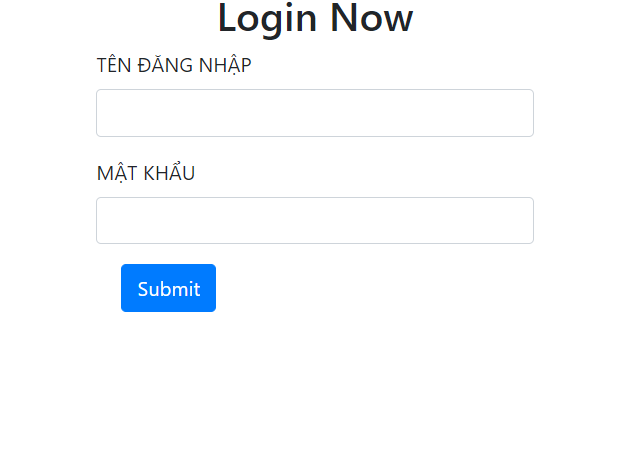 Login Now
TÊN ĐĂNG NHẬP
MẬT KHẨU
Submit